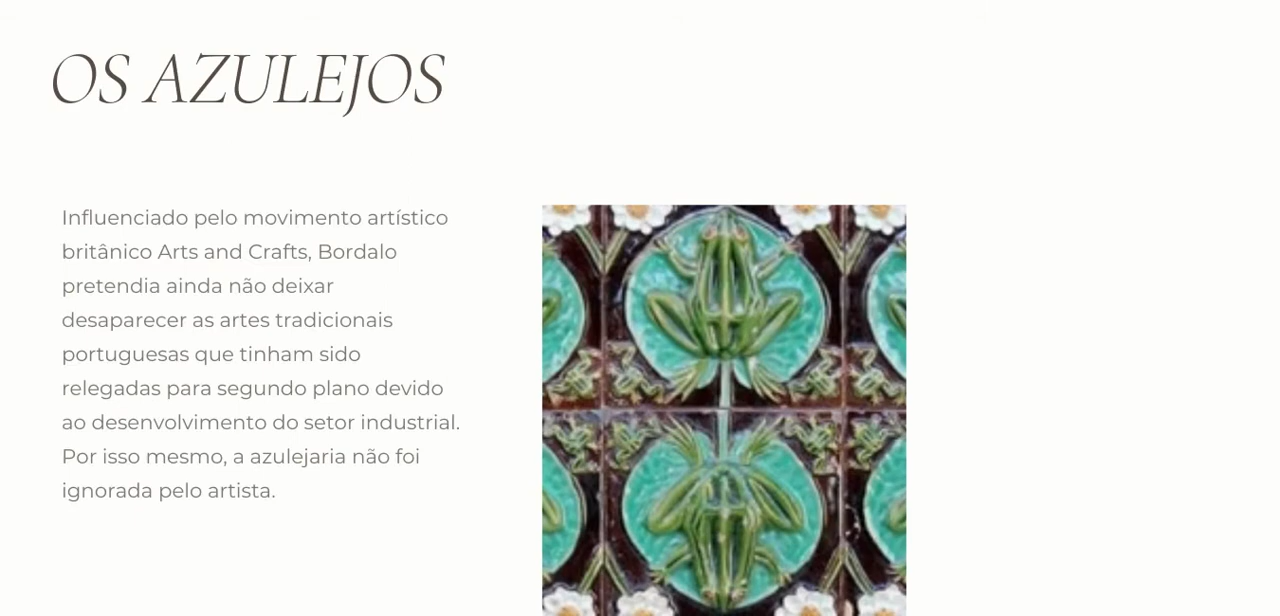 OS AZULEJOS
Influenciado pelo movimento artístico
britânico Arts and Crafts, Bordalo
pretendia ainda não deixar
desaparecer as artes tradicionais
portuguesas que tinham sido
relegadas para segundo plano devido
ao desenvolvimento do setor industrial.
Por isso mesmo, a azulejaria não foi
ignorada pelo artista.